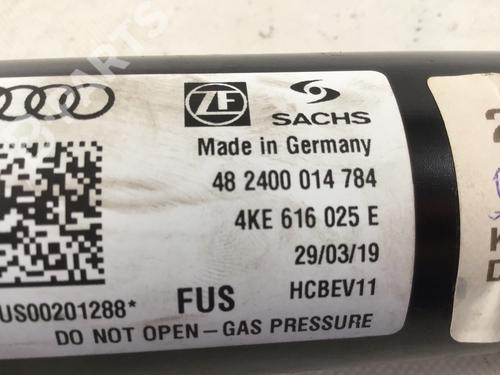 ZF SACHS
Made in Germany
48 2400 014 784
4KE 616 025 E
29/03/19
US00201288* FUS HCBEV11
DO NOT OPEN – GAS PRESSURE